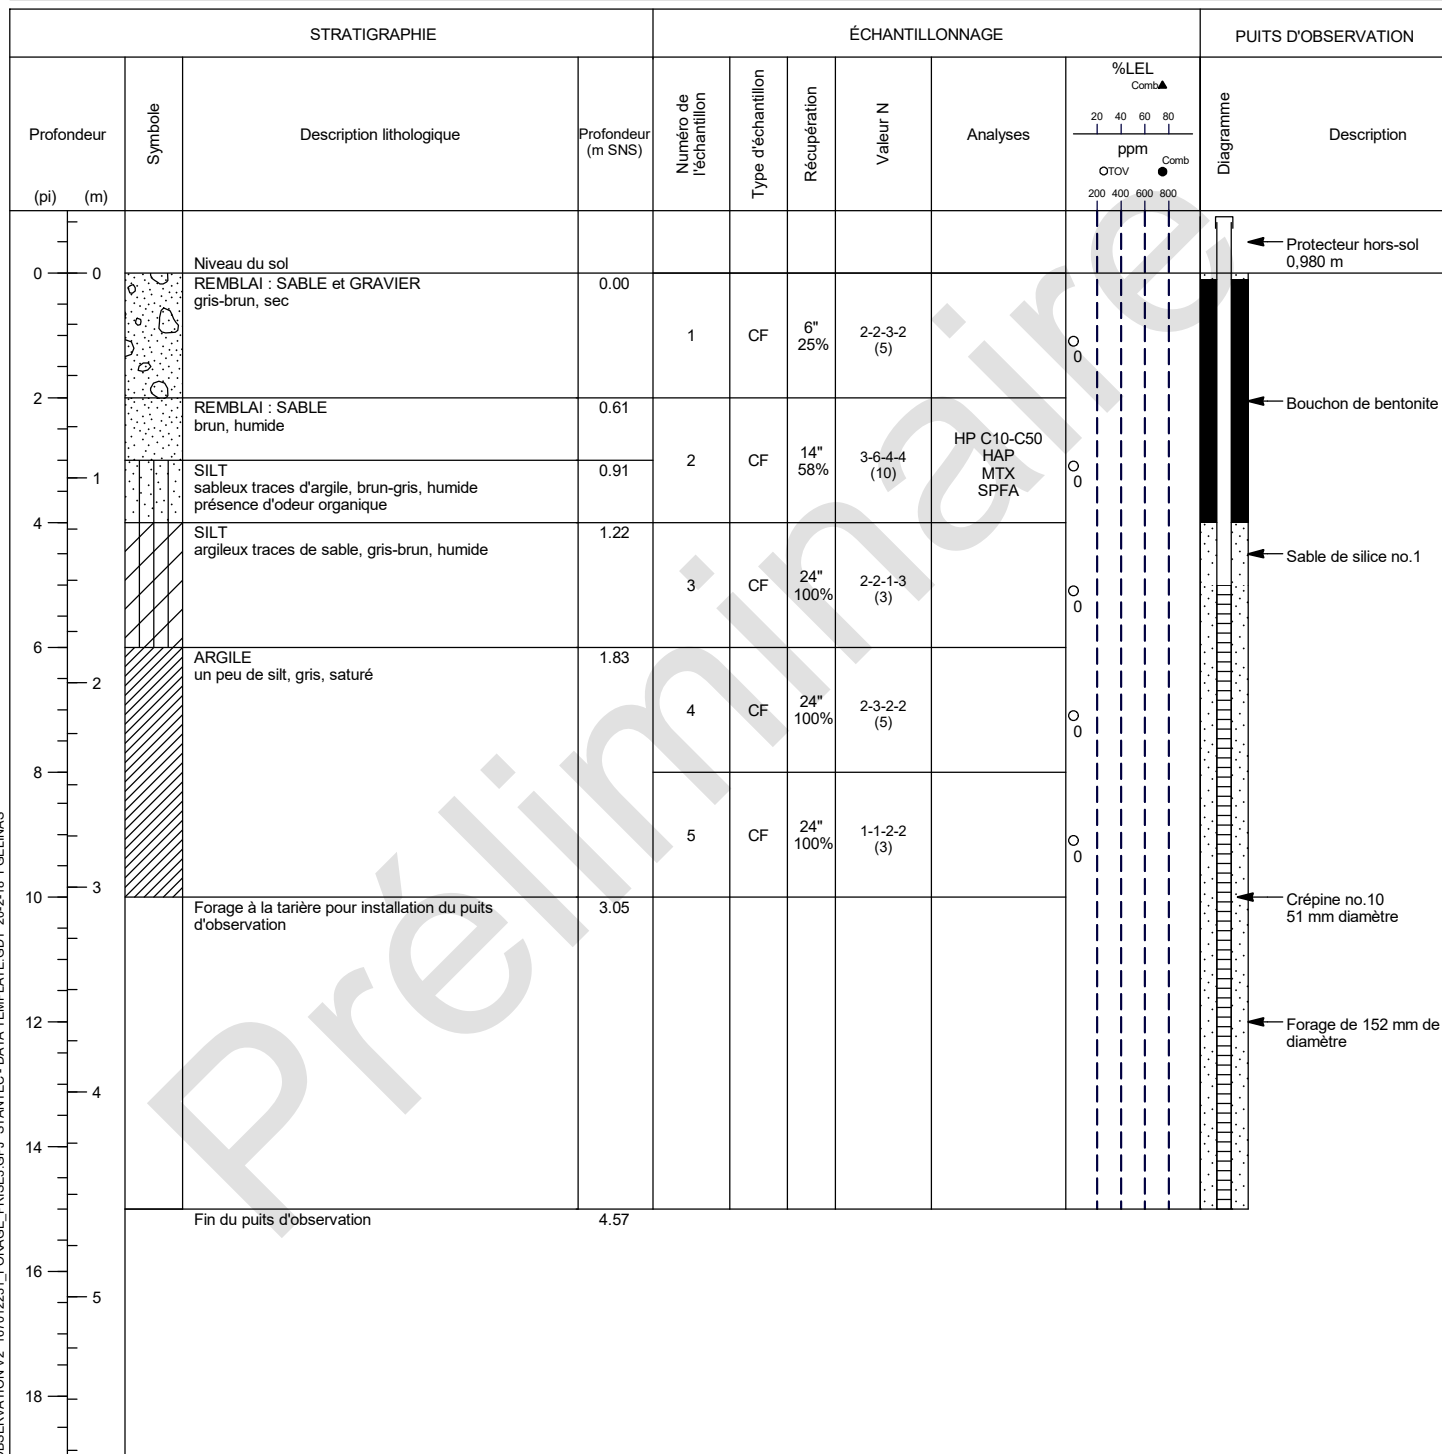 STRATIGRAPHIE
ÉCHANTILLONNAGE
PUITS D'OBSERVATION
Profondeur
(pi)
(m)
Symbole
Description lithologique
Profondeur
(m SNS)
Numéro de
l'échantillon
Type d'échantillon
Récupération
Valeur N
Analyses
%LEL
Comb▲
20 40 60 80
ppm
Comb
○TOV ●
200 400 600 800
Diagramme
Description
Niveau du sol
Protecteur hors-sol
0,980 m
0
0
REMBLAI : SABLE et GRAVIER
gris-brun, sec
0.00
1
CF
6"
25%
2-2-3-2
(5)
0
2
REMBLAI : SABLE
brun, humide
0.61
Bouchon de bentonite
2
CF
14"
58%
3-6-4-4
(10)
HP C10-C50
HAP
MTX
SPFA
0
1
SILT
sableux traces d'argile, brun-gris, humide
présence d'odeur organique
0.91
4
SILT
argileux traces de sable, gris-brun, humide
1.22
Sable de silice no.1
3
CF
24"
100%
2-2-1-3
(3)
0
6
ARGILE
un peu de silt, gris, saturé
1.83
2
4
CF
24"
100%
2-3-2-2
(5)
0
8
5
CF
24"
100%
1-1-2-2
(3)
0
3
10
Forage à la tarière pour installation du puits
d'observation
3.05
Crépine no.10
51 mm diamètre
12
Forage de 152 mm de
diamètre
4
14
Fin du puits d'observation
4.57
16
5
18
Préliminaire